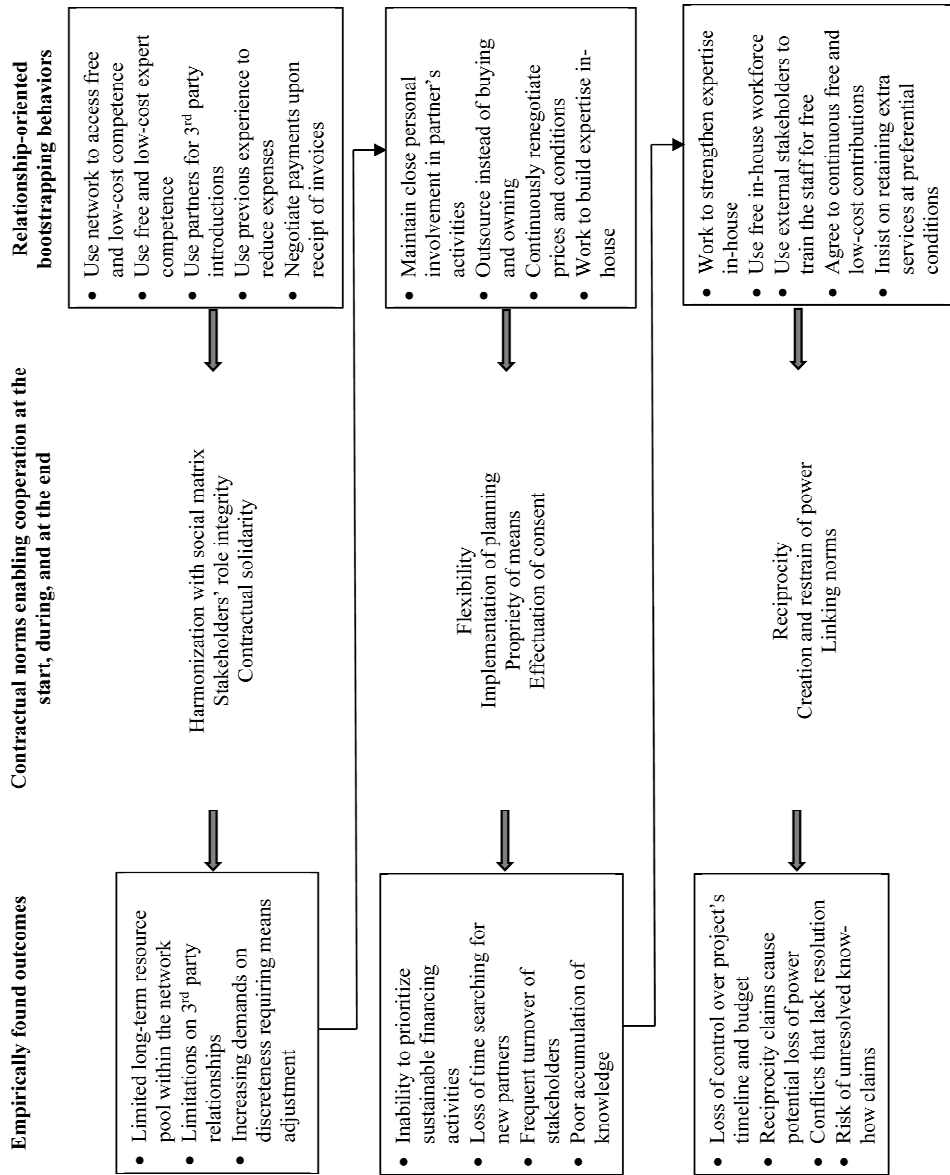 Relationship-oriented
bootstrapping behaviors
Contractual norms enabling cooperation at the
start, during, and at the end
Empirically found outcomes
• Use network to access free
and low-cost competence
• Use free and low-cost expert
competence
• Use partners for 3rd party
introductions
• Use previous experience to
reduce expenses
• Negotiate payments upon
receipt of invoices
Harmonization with social matrix
Stakeholders’ role integrity
Contractual solidarity
• Limited long-term resource
pool within the network
• Limitations on 3rd party
relationships
• Increasing demands on
discreteness requiring means
adjustment
• Maintain close personal
involvement in partner’s
activities
• Outsource instead of buying
and owning
• Continuously renegotiate
prices and conditions
• Work to build expertise in-
house
Flexibility
Implementation of planning
Propriety of means
Effectuation of consent
• Inability to prioritize
sustainable financing
activities
• Loss of time searching for
new partners
• Frequent turnover of
stakeholders
• Poor accumulation of
knowledge
• Work to strengthen expertise
in-house
• Use free in-house workforce
• Use external stakeholders to
train the staff for free
• Agree to continuous free and
low-cost contributions
• Insist on retaining extra
services at preferential
conditions
Reciprocity
Creation and restrain of power
Linking norms
• Loss of control over project’s
timeline and budget
• Reciprocity claims cause
potential loss of power
• Conflicts that lack resolution
• Risk of unresolved know-
how claims